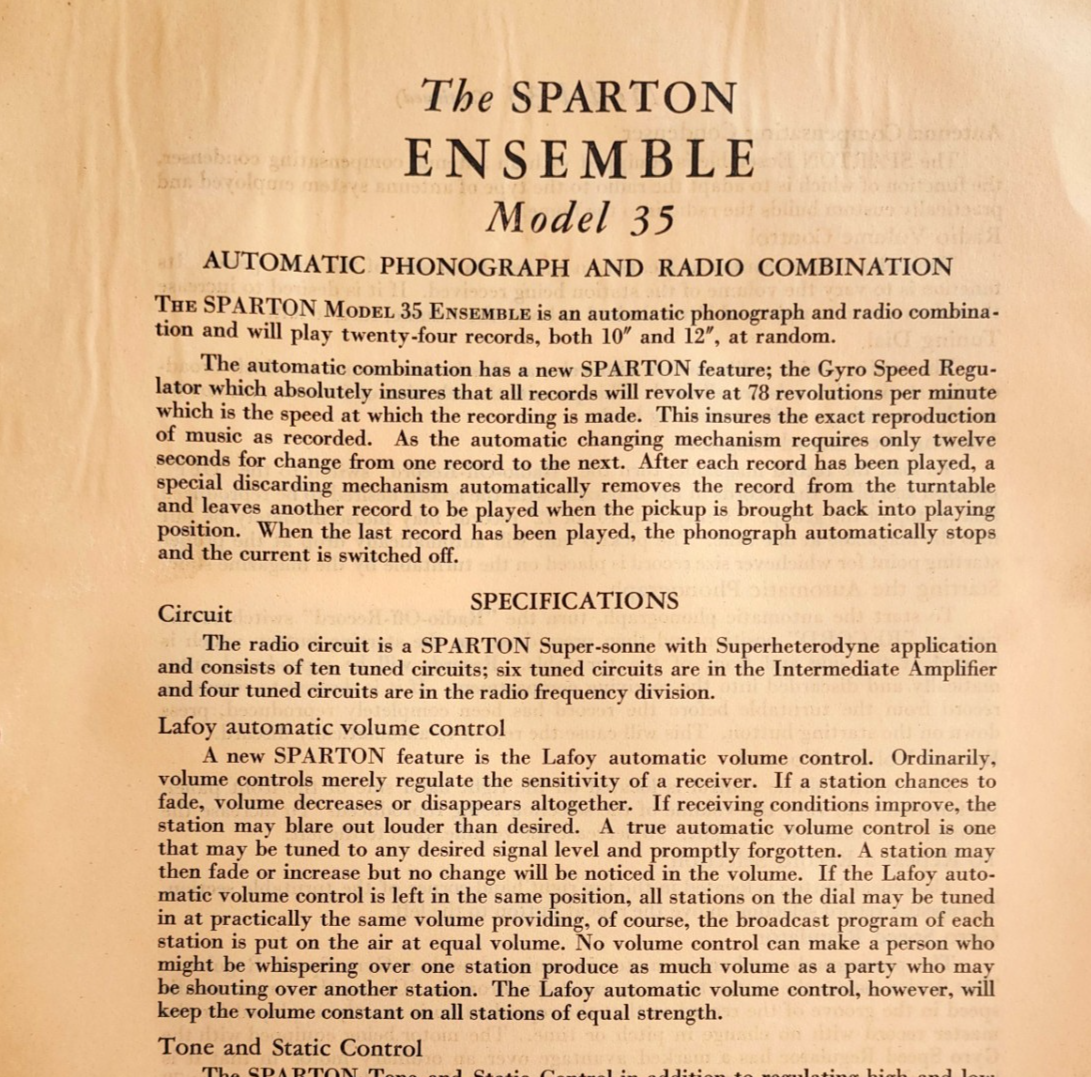 The SPARTON
ENSEMBLE
Model 35
AUTOMATIC PHONOGRAPH AND RADIO COMBINATION
THE SPARTON MODEL 35 ENSEMBLE is an automatic phonograph and radio combina-
tion and will play twenty-four records, both 10″ and 12″, at random.
The automatic combination has a new SPARTON feature; the Gyro Speed Regu-
lator which absolutely insures that all records will revolve at 78 revolutions per minute
which is the speed at which the recording is made. This insures the exact reproduction
of music as recorded. As the automatic changing mechanism requires only twelve
seconds for change from one record to the next. After each record has been played, a
special discarding mechanism automatically removes the record from the turntable
and leaves another record to be played when the pickup is brought back into playing
position. When the last record has been played, the phonograph automatically stops
and the current is switched off.
SPECIFICATIONS
Circuit
The radio circuit is a SPARTON Super-sonne with Superheterodyne application
and consists of ten tuned circuits; six tuned circuits are in the Intermediate Amplifier
and four tuned circuits are in the radio frequency division.
Lafoy automatic volume control
A new SPARTON feature is the Lafoy automatic volume control. Ordinarily,
volume controls merely regulate the sensitivity of a receiver. If a station chances to
fade, volume decreases or disappears altogether. If receiving conditions improve, the
station may blare out louder than desired. A true automatic volume control is one
that may be tuned to any desired signal level and promptly forgotten. A station may
then fade or increase but no change will be noticed in the volume. If the Lafoy auto-
matic volume control is left in the same position, all stations on the dial may be tuned
in at practically the same volume providing, of course, the broadcast program of each
station is put on the air at equal volume. No volume control can make a person who
might be whispering over one station produce as much volume as a party who may
be shouting over another station. The Lafoy automatic volume control, however, will
keep the volume constant on all stations of equal strength.
Tone and Static Control
The SPARTON Tone and Static Control in addition to regulating high and low